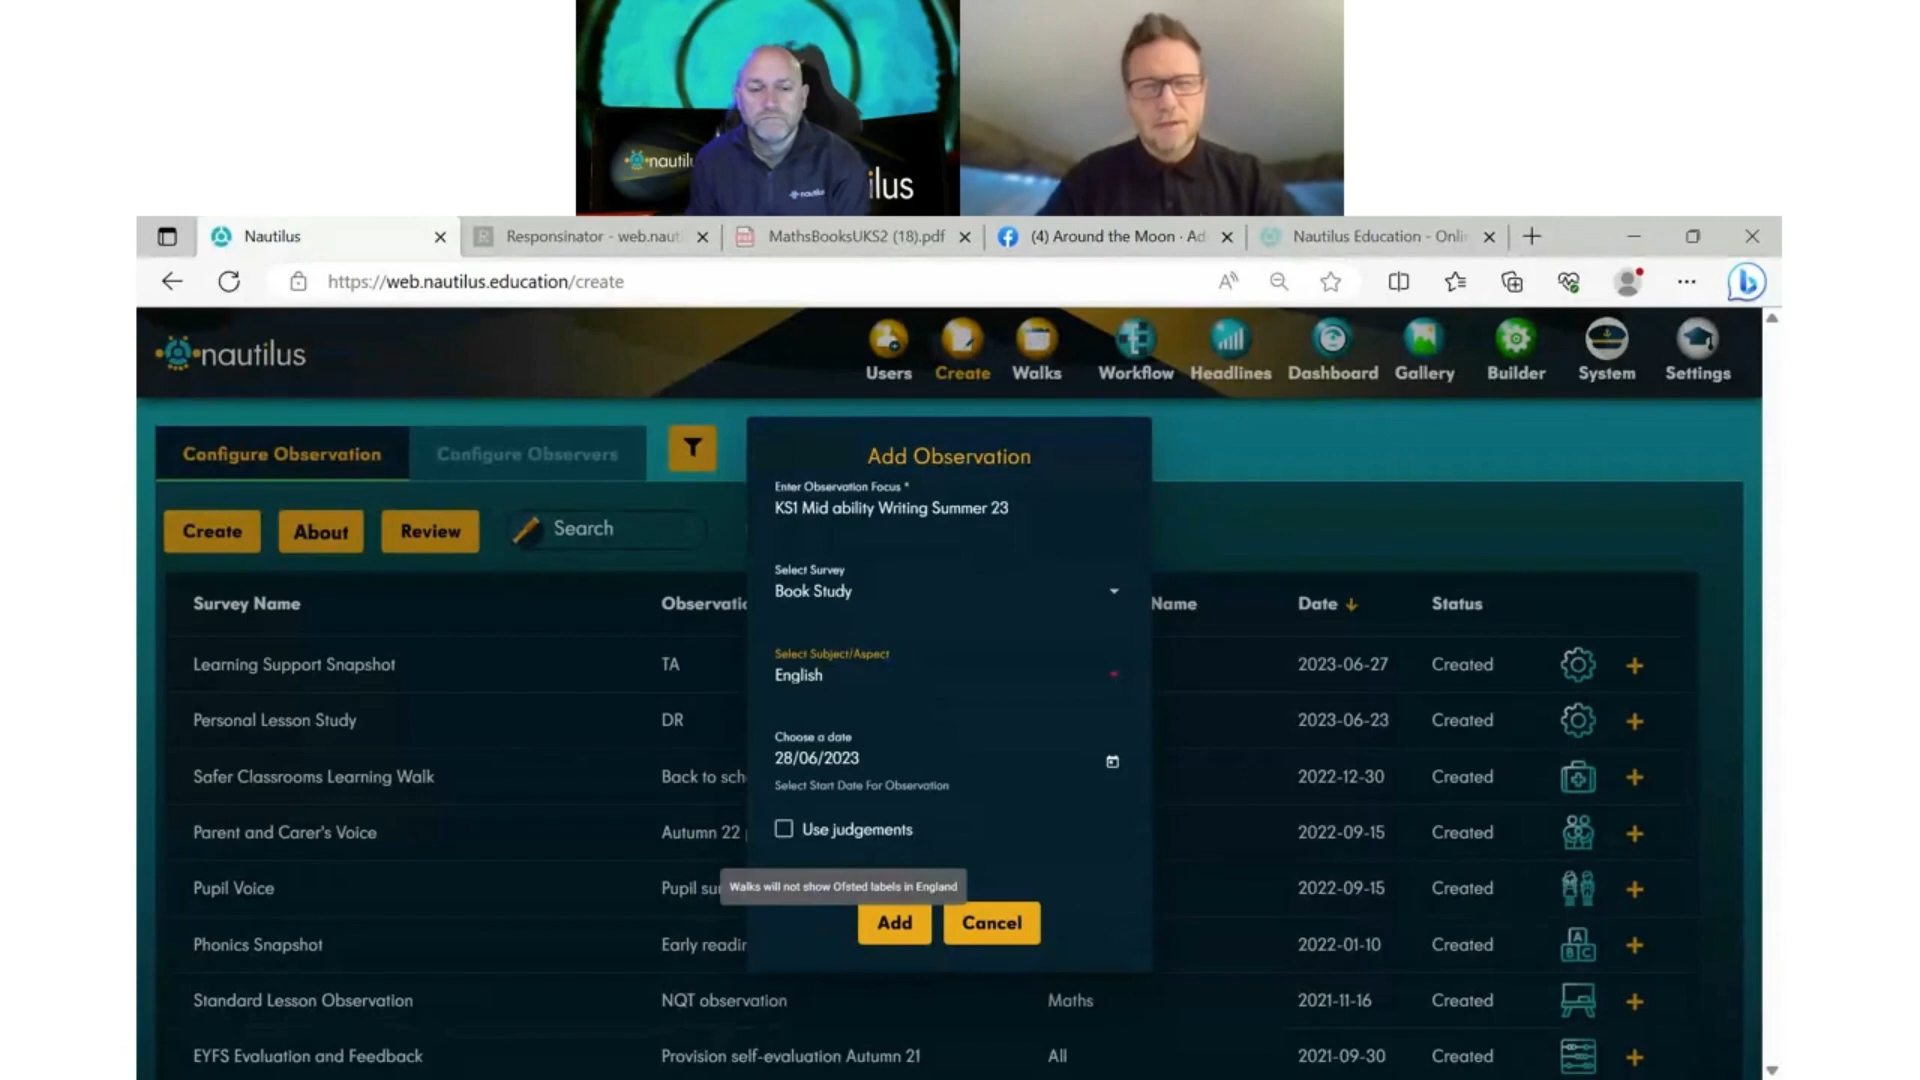 nautil
nautilus
ilus
Nautilus
Responsinator - web.nauti
MathsBooksUKS2 (18).pdf
(4) Around the Moon · Ad
Nautilus Education - Onli
https://web.nautilus.education/create
nautilus
Users
Create
Walks
Workflow
Headlines
Dashboard
Gallery
Builder
System
Settings
Configure Observation
Configure Observers
Create
About
Review
Search
Add Observation
Enter Observation Focus *
KS1 Mid ability Writing Summer 23
Select Survey
Book Study
Select Subject/Aspect
English
Choose a date
28/06/2023
Select Start Date For Observation
Use judgements
Walks will not show Ofsted labels in England
Add
Cancel
Survey Name Observatio Name Date Status
Learning Support Snapshot TA 2023-06-27 Created
Personal Lesson Study DR 2023-06-23 Created
Safer Classrooms Learning Walk Back to sch 2022-12-30 Created
Parent and Carer's Voice Autumn 22 2022-09-15 Created
Pupil Voice Pupil su 2022-09-15 Created
Phonics Snapshot Early readin 2022-01-10 Created
Standard Lesson Observation NQT observation Maths 2021-11-16 Created
EYFS Evaluation and Feedback Provision self-evaluation Autumn 21 All 2021-09-30 Created